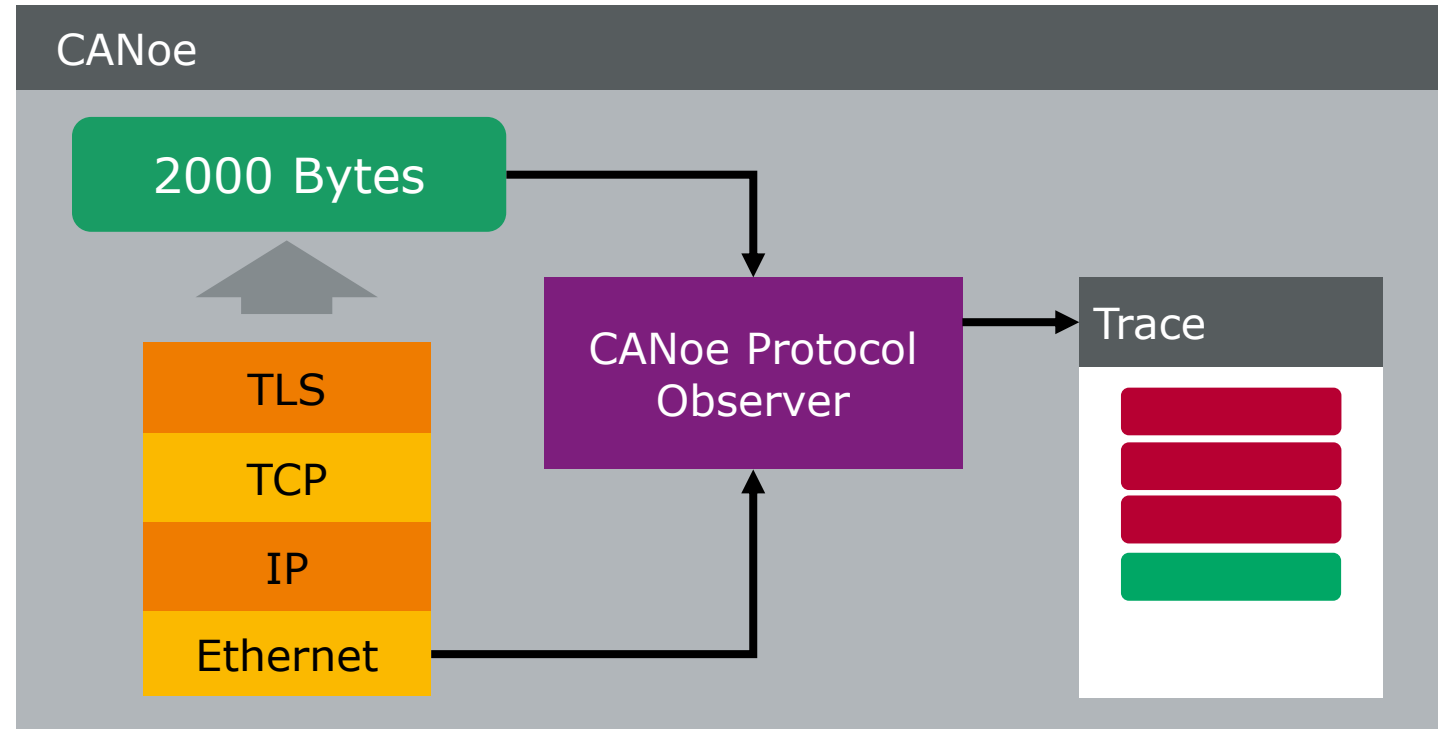 CANoe
2000 Bytes
TLS
TCP
IP
Ethernet
CANoe Protocol
Observer
Trace